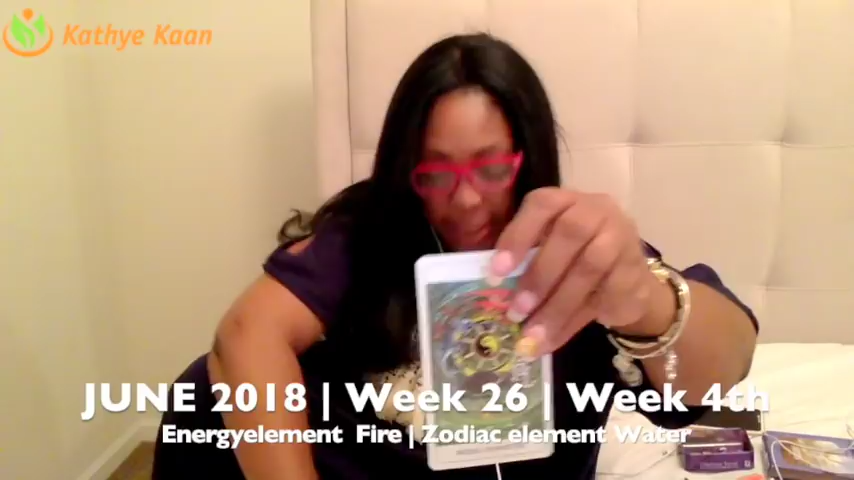 Kathye Kaan
JUNE 2018 | Week 26 | Week 4th
Energyelement Fire | Zodiac element Water